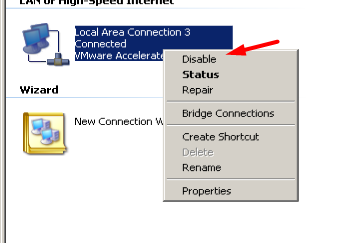 LAN or High-Speed Internet
Local Area Connection 3
Connected
VMware Accelerate
Disable
Status
Repair
Bridge Connections
Create Shortcut
Delete
Rename
Properties
Wizard
New Connection W